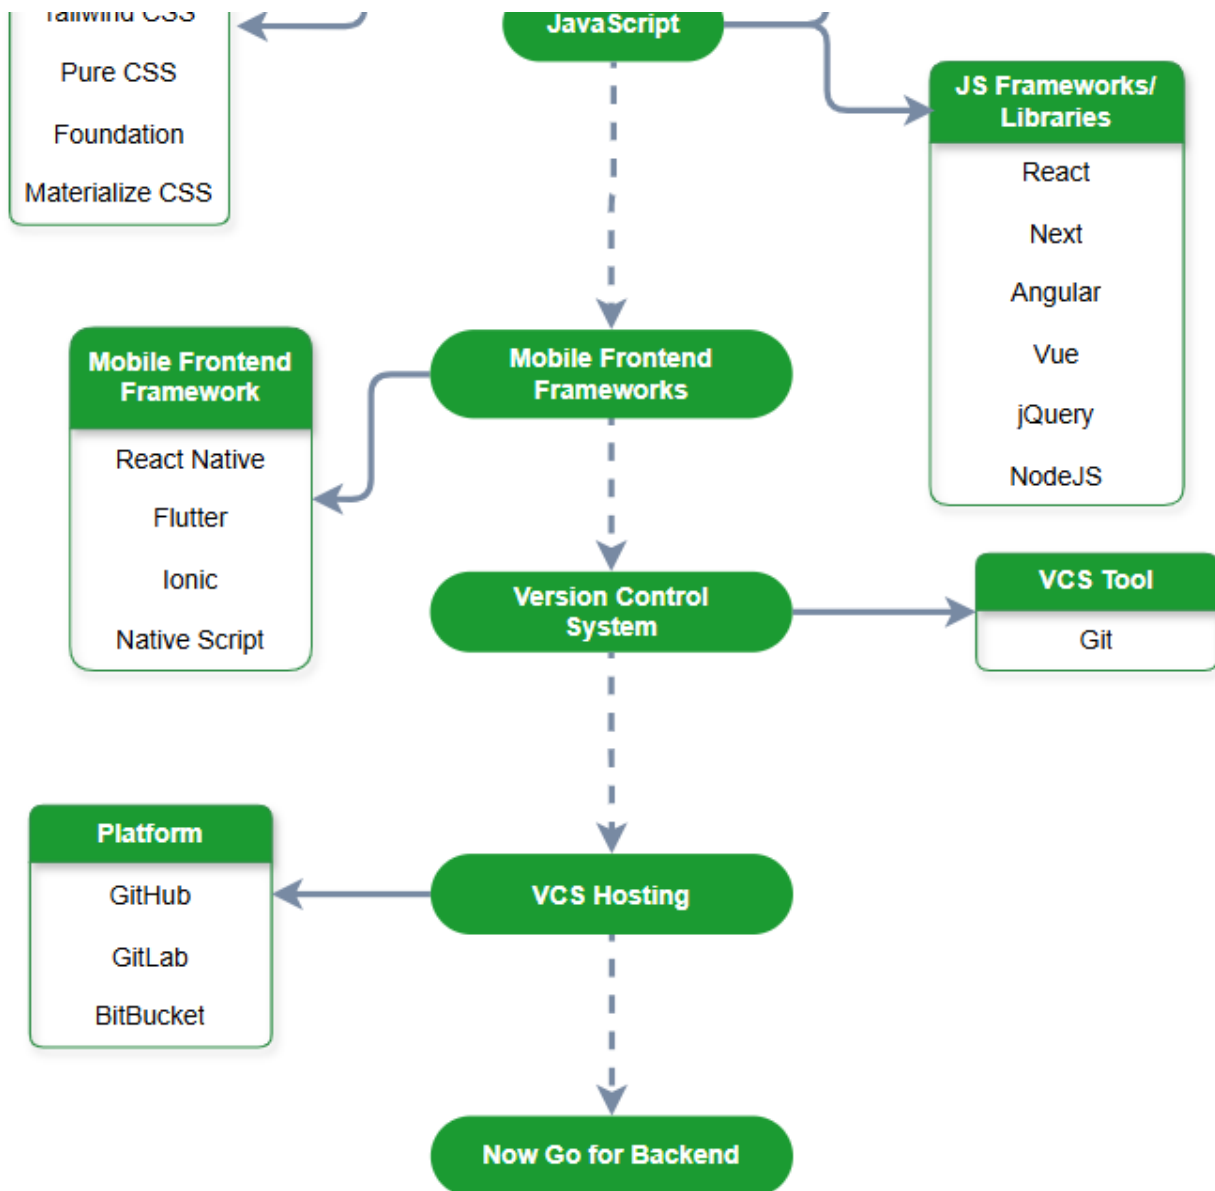 Tailwind CSS
Pure CSS
Foundation
Materialize CSS
JavaScript
JS Frameworks/
Libraries
React
Next
Angular
Vue
jQuery
NodeJS
Mobile Frontend
Frameworks
Mobile Frontend
Framework
React Native
Flutter
Ionic
Native Script
Version Control
System
VCS Tool
Git
VCS Hosting
Platform
GitHub
GitLab
BitBucket
Now Go for Backend